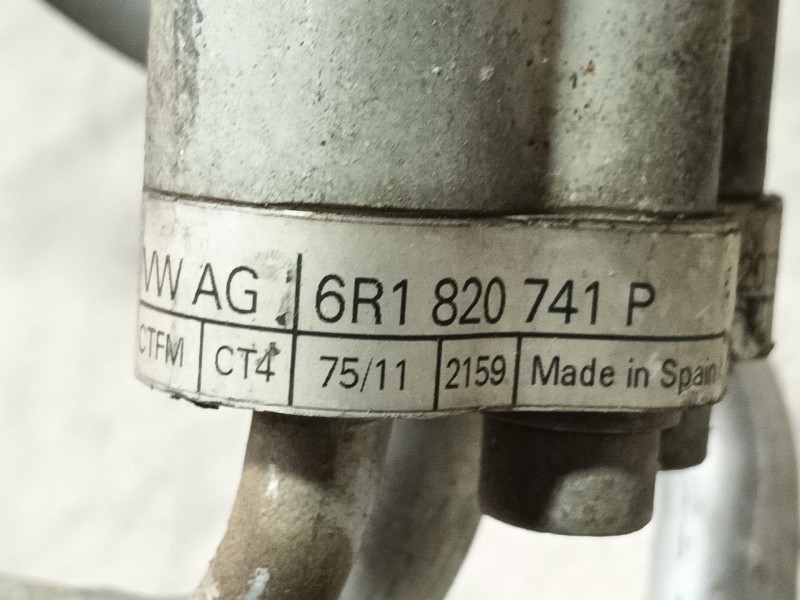 VW AG 6R1 820 741 P
CTFM CT4 75/11 2159 Made in Spain